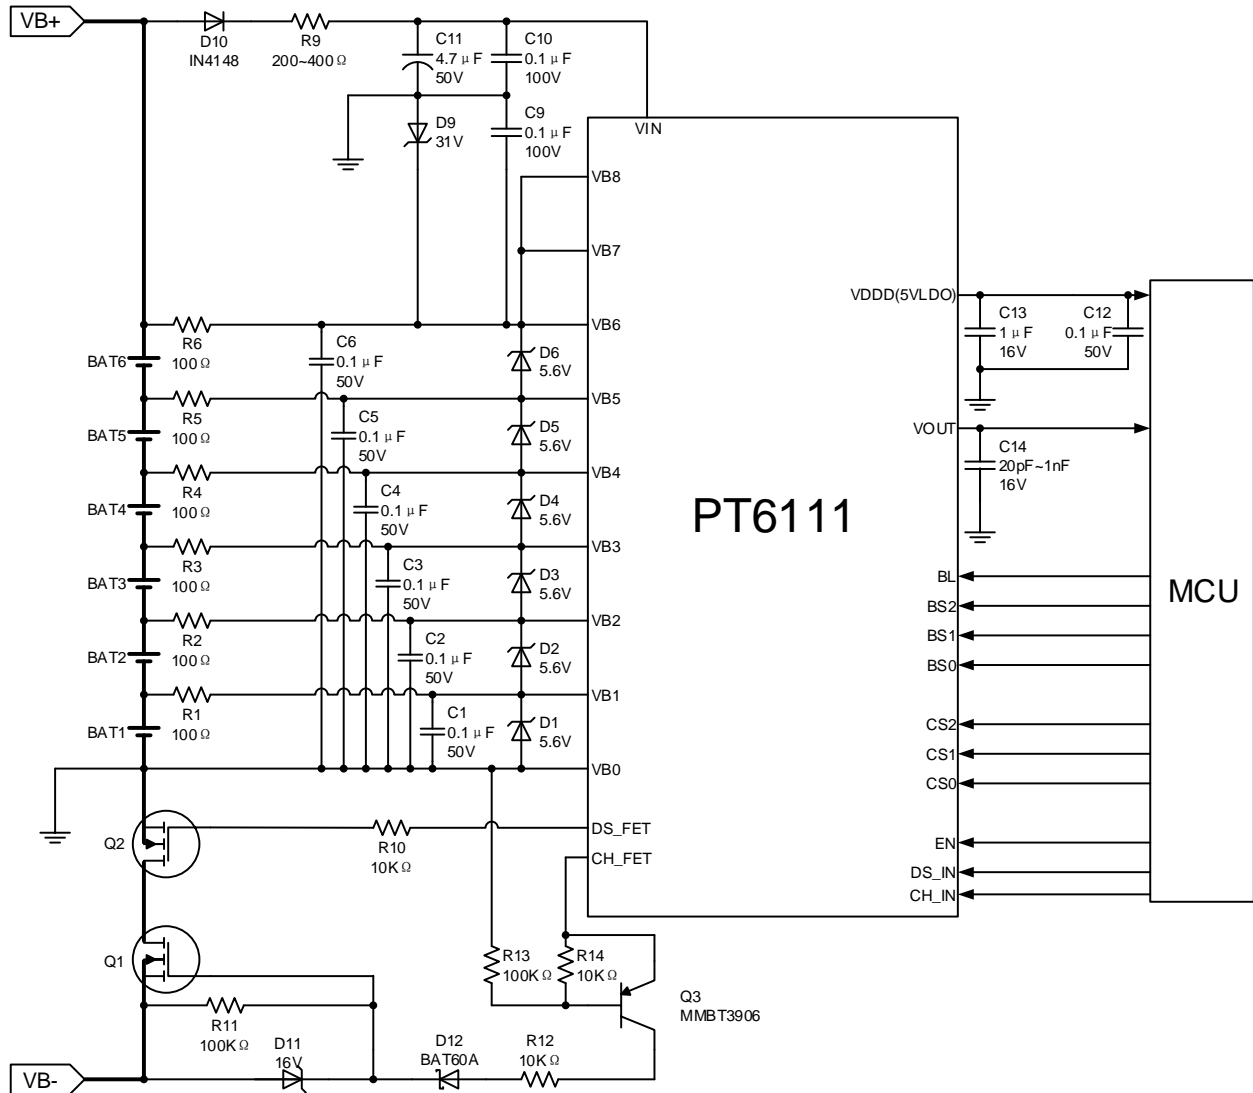 VB+
D10
IN4148
R9
200~400Ω
C11
4.7μF
50V
C10
0.1μF
100V
D9
31V
C9
0.1μF
100V
VIN
VB8
VB7
VB6
VB5
VB4
VB3
VB2
VB1
VB0
DS_FET
CH_FET
PT6111
VDDD(5VLDO)
VOUT
BL
BS2
BS1
BS0
CS2
CS1
CS0
EN
DS_IN
CH_IN
MCU
C13
1μF
16V
C12
0.1μF
50V
C14
20pF~1nF
16V
BAT6
R6
100Ω
C6
0.1μF
50V
D6
5.6V
BAT5
R5
100Ω
C5
0.1μF
50V
D5
5.6V
BAT4
R4
100Ω
C4
0.1μF
50V
D4
5.6V
BAT3
R3
100Ω
C3
0.1μF
50V
D3
5.6V
BAT2
R2
100Ω
C2
0.1μF
50V
D2
5.6V
BAT1
R1
100Ω
C1
0.1μF
50V
D1
5.6V
Q2
R10
10KΩ
Q1
R13
100KΩ
R14
10KΩ
Q3
MMBT3906
R11
100KΩ
D11
16V
D12
BAT60A
R12
10KΩ
VB-